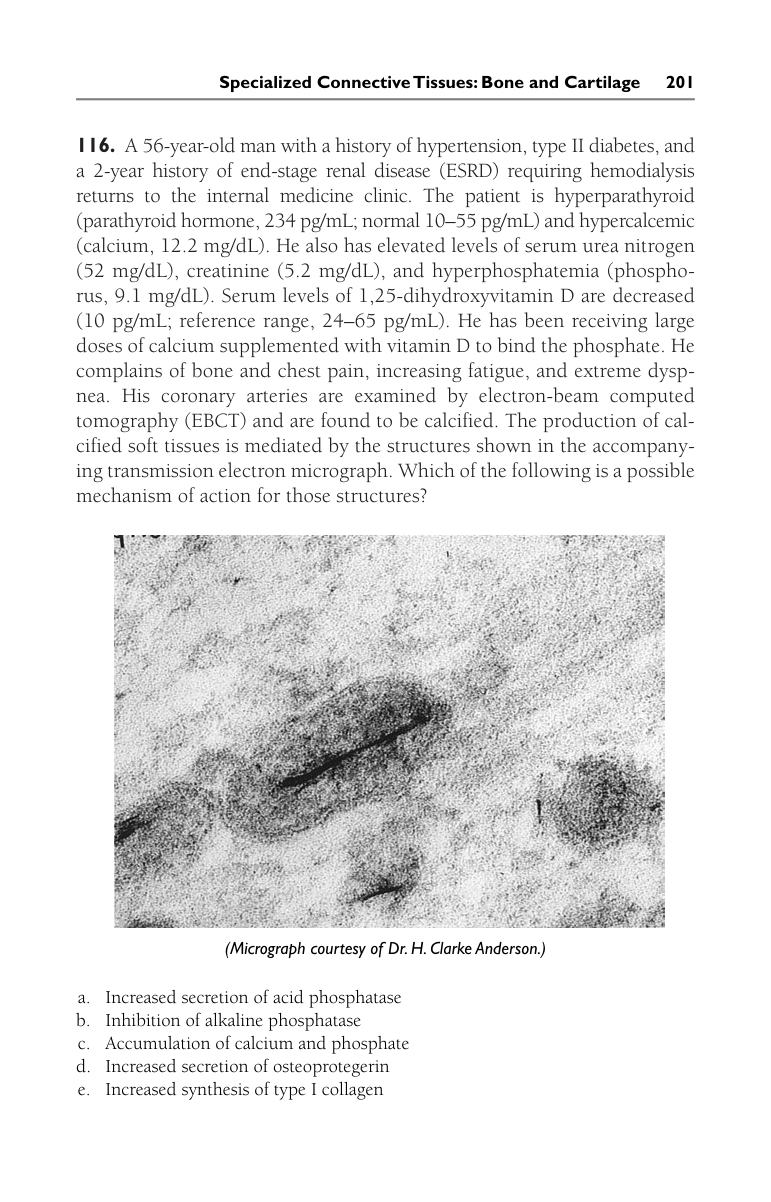 Specialized Connective Tissues: Bone and Cartilage 201
116. A 56-year-old man with a history of hypertension, type II diabetes, and
a 2-year history of end-stage renal disease (ESRD) requiring hemodialysis
returns to the internal medicine clinic. The patient is hyperparathyroid
(parathyroid hormone, 234 pg/mL; normal 10–55 pg/mL) and hypercalcemic
(calcium, 12.2 mg/dL). He also has elevated levels of serum urea nitrogen
(52 mg/dL), creatinine (5.2 mg/dL), and hyperphosphatemia (phospho-
rus, 9.1 mg/dL). Serum levels of 1,25-dihydroxyvitamin D are decreased
(10 pg/mL; reference range, 24–65 pg/mL). He has been receiving large
doses of calcium supplemented with vitamin D to bind the phosphate. He
complains of bone and chest pain, increasing fatigue, and extreme dysp-
nea. His coronary arteries are examined by electron-beam computed
tomography (EBCT) and are found to be calcified. The production of cal-
cified soft tissues is mediated by the structures shown in the accompany-
ing transmission electron micrograph. Which of the following is a possible
mechanism of action for those structures?
(Micrograph courtesy of Dr. H. Clarke Anderson.)
a. Increased secretion of acid phosphatase
b. Inhibition of alkaline phosphatase
c. Accumulation of calcium and phosphate
d. Increased secretion of osteoprotegerin
e. Increased synthesis of type I collagen